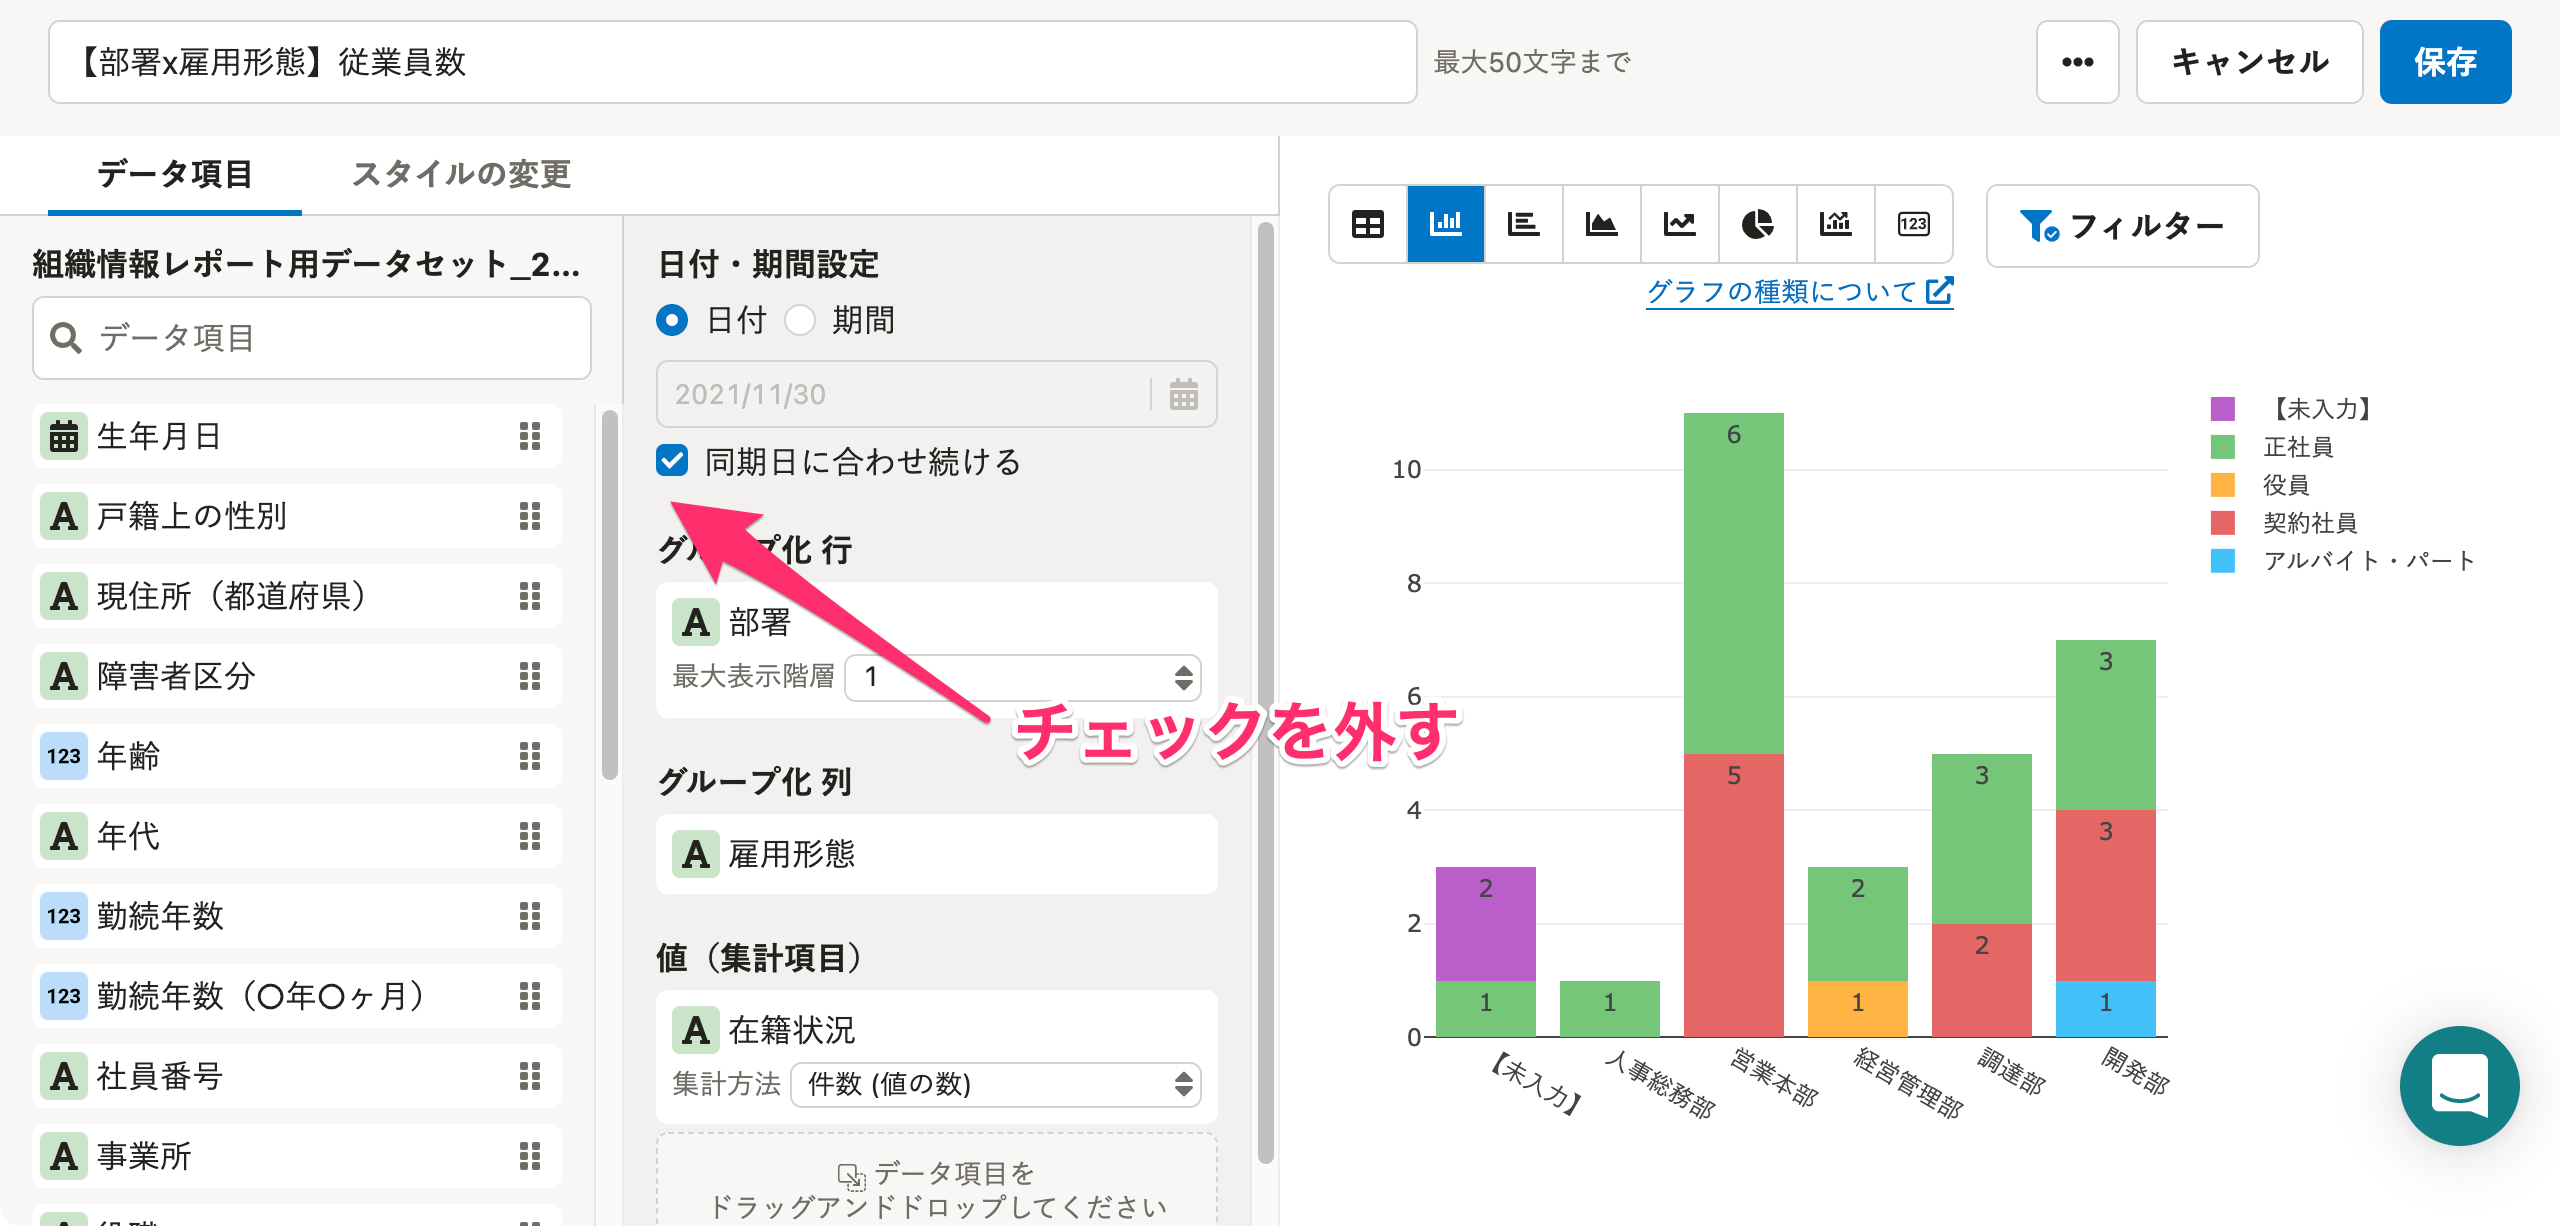 【部署x雇用形態】従業員数
最大50文字まで
キャンセル
保存
データ項目
スタイルの変更
組織情報レポート用データセット_2...
データ項目
生年月日
A 戸籍上の性別
A 現住所（都道府県）
A 障害者区分
123 年齢
A 年代
123 勤続年数
123 勤続年数（〇年〇ヶ月）
A 社員番号
A 事業所
日付・期間設定
日付
期間
2021/11/30
同期日に合わせ続ける
グループ化 行
A 部署
最大表示階層
1
チェックを外す
グループ化 列
A 雇用形態
値（集計項目）
A 在籍状況
集計方法
件数 (値の数)
データ項目を
ドラッグアンドドロップしてください
123
フィルター
グラフの種類について
【未入力】
正社員
役員
契約社員
アルバイト・パート
10
8
6
4
2
0
2
1
1
6
5
2
1
3
2
3
3
1
【未入力】
人事総務部
営業本部
経営管理部
調達部
開発部